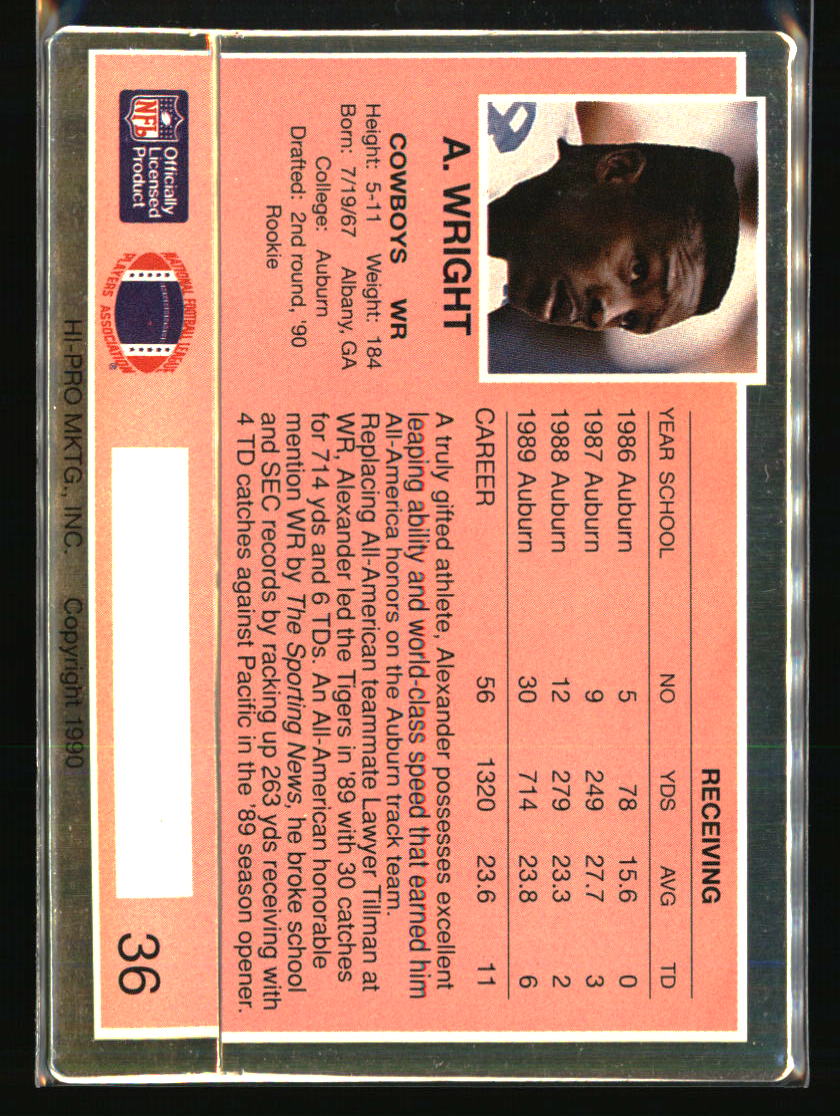 A. WRIGHT
COWBOYS WR
Height: 5-11 Weight: 184
Born: 7/19/67 Albany, GA
College: Auburn
Drafted: 2nd round, '90
Rookie
RECEIVING
YEAR SCHOOL NO YDS AVG TD
1986 Auburn 5 78 15.6 0
1987 Auburn 9 249 27.7 3
1988 Auburn 12 279 23.3 2
1989 Auburn 30 714 23.8 6
CAREER 56 1320 23.6 11
A truly gifted athlete, Alexander possesses excellent
leaping ability and world-class speed that earned him
All-America honors on the Auburn track team.
Replacing All-American teammate Lawyer Tillman at
WR, Alexander led the Tigers in '89 with 30 catches
for 714 yds and 6 TDs. An All-American honorable
mention WR by The Sporting News, he broke school
and SEC records by racking up 263 yds receiving with
4 TD catches against Pacific in the '89 season opener.
NFL
Officially
Licensed
Product
NATIONAL FOOTBALL LEAGUE
PLAYERS ASSOCIATION
36
HI-PRO MKTG., INC. Copyright 1990